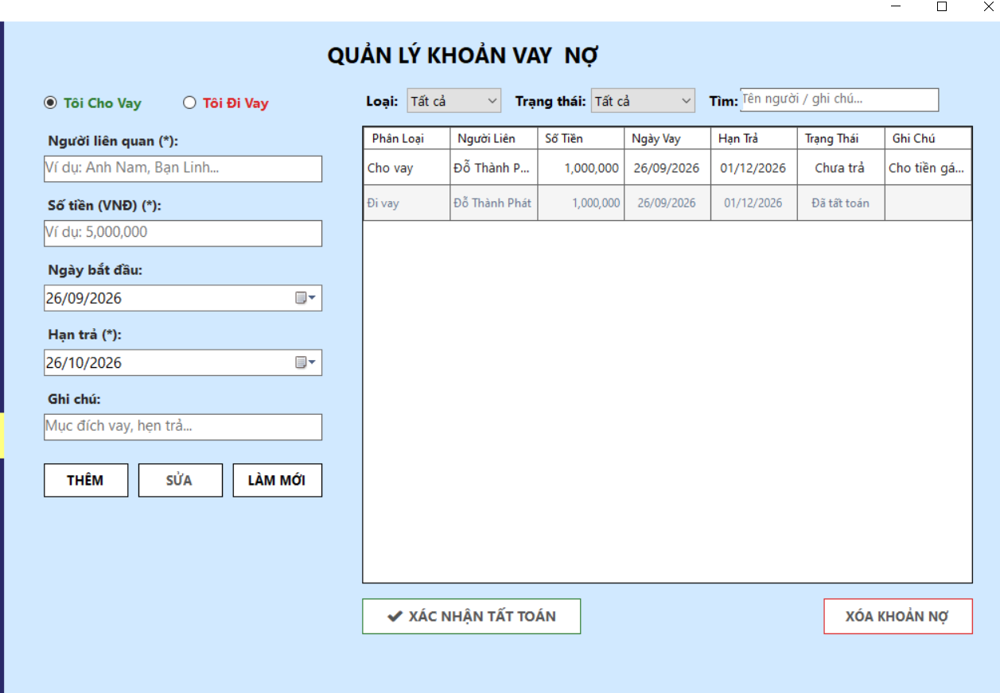 QUẢN LÝ KHOẢN VAY NỢ
Tôi Cho Vay Tôi Đi Vay
Người liên quan (*):
Ví dụ: Anh Nam, Bạn Linh...
Số tiền (VNĐ) (*):
Ví dụ: 5,000,000
Ngày bắt đầu:
26/09/2026
Hạn trả (*):
26/10/2026
Ghi chú:
Mục đích vay, hẹn trả...
THÊM SỬA LÀM MỚI
Loại: Tất cả Trạng thái: Tất cả Tìm: Tên người / ghi chú...
Phân Loại Người Liên Số Tiền Ngày Vay Hạn Trả Trạng Thái Ghi Chú
Cho vay Đỗ Thành P... 1,000,000 26/09/2026 01/12/2026 Chưa trả Cho tiền gá...
Đi vay Đỗ Thành Phát 1,000,000 26/09/2026 01/12/2026 Đã tất toán
✔ XÁC NHẬN TẤT TOÁN XÓA KHOẢN NỢ